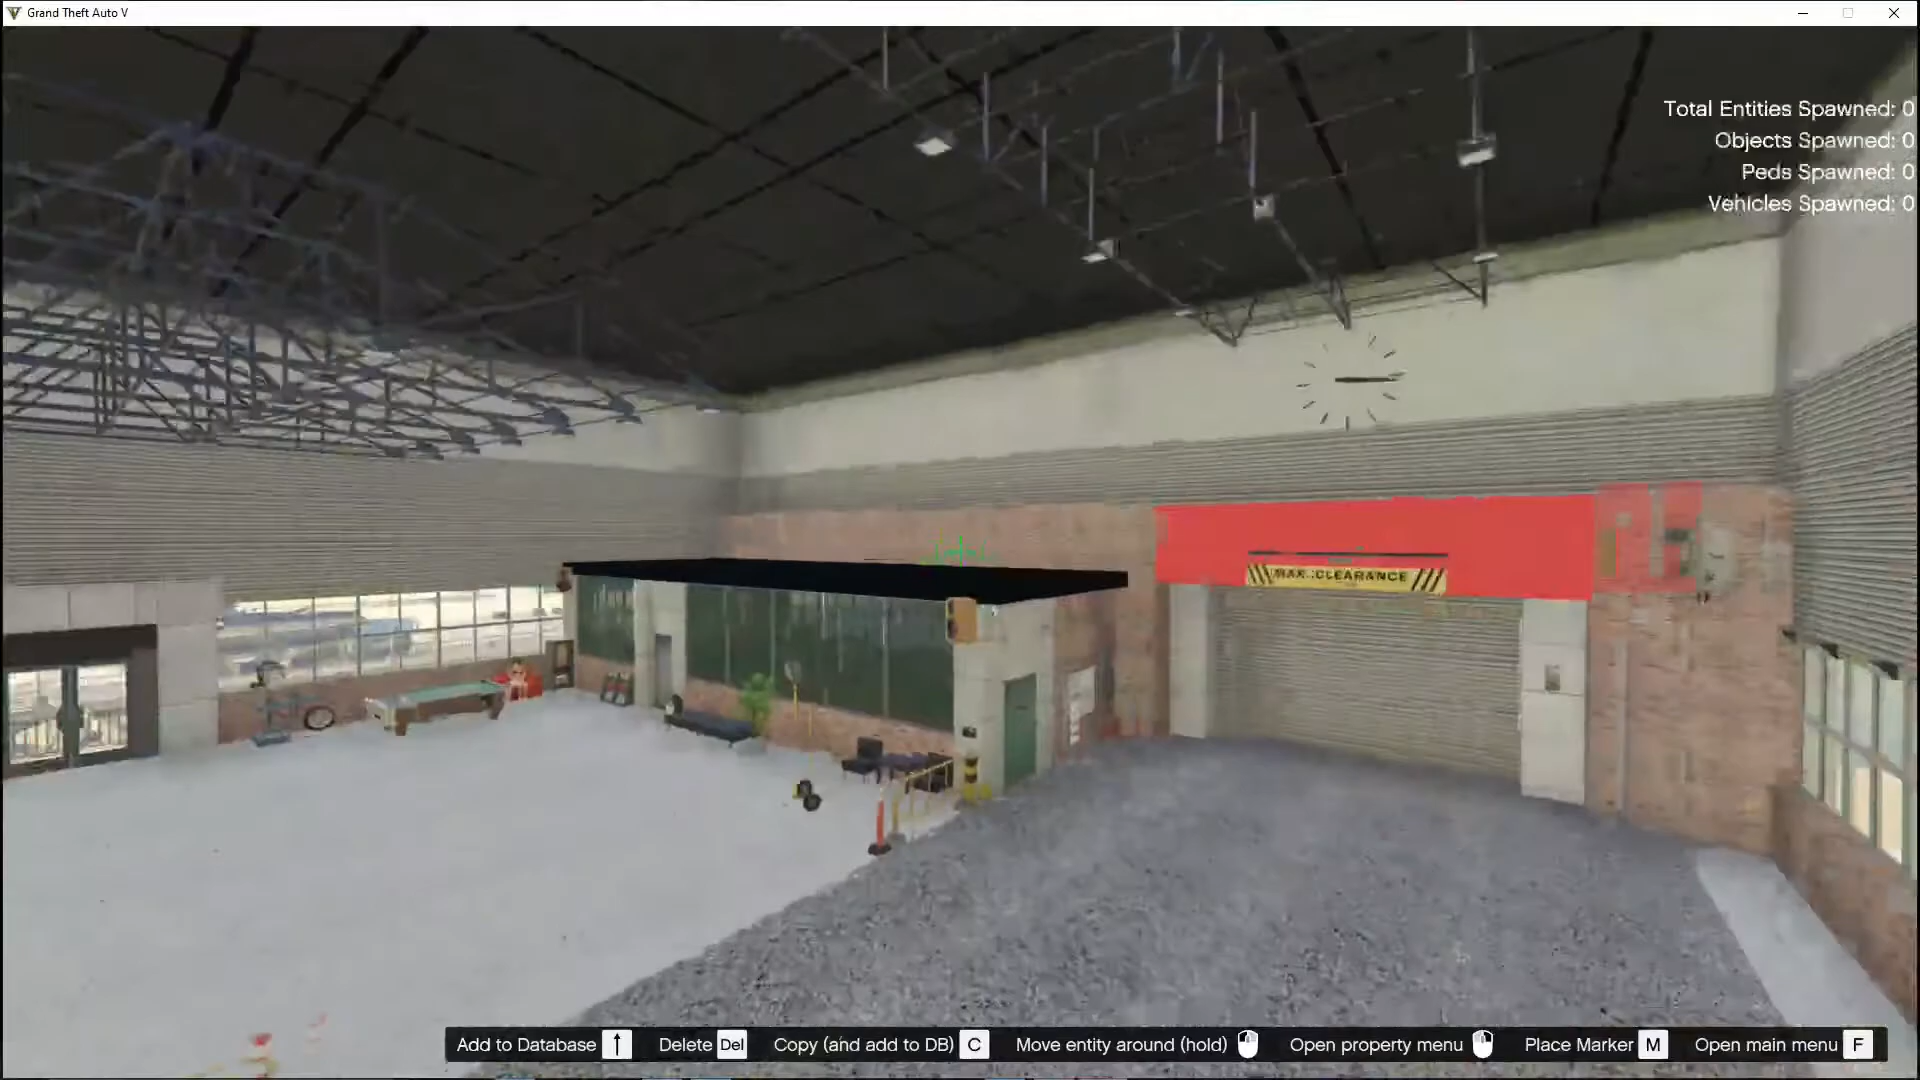 Grand Theft Auto V
Total Entities Spawned: 0
Objects Spawned: 0
Peds Spawned: 0
Vehicles Spawned: 0
MAX. CLEARANCE
Add to Database ↑ Delete Del Copy (and add to DB) C Move entity around (hold) Open property menu Place Marker M Open main menu F